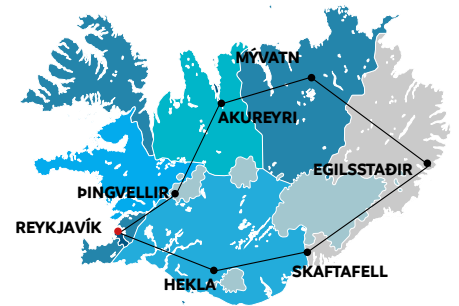 MÝVATN
AKUREYRI
EGILSSTAÐIR
ÞINGVELLIR
REYKJAVÍK
SKAFTAFELL
HEKLA